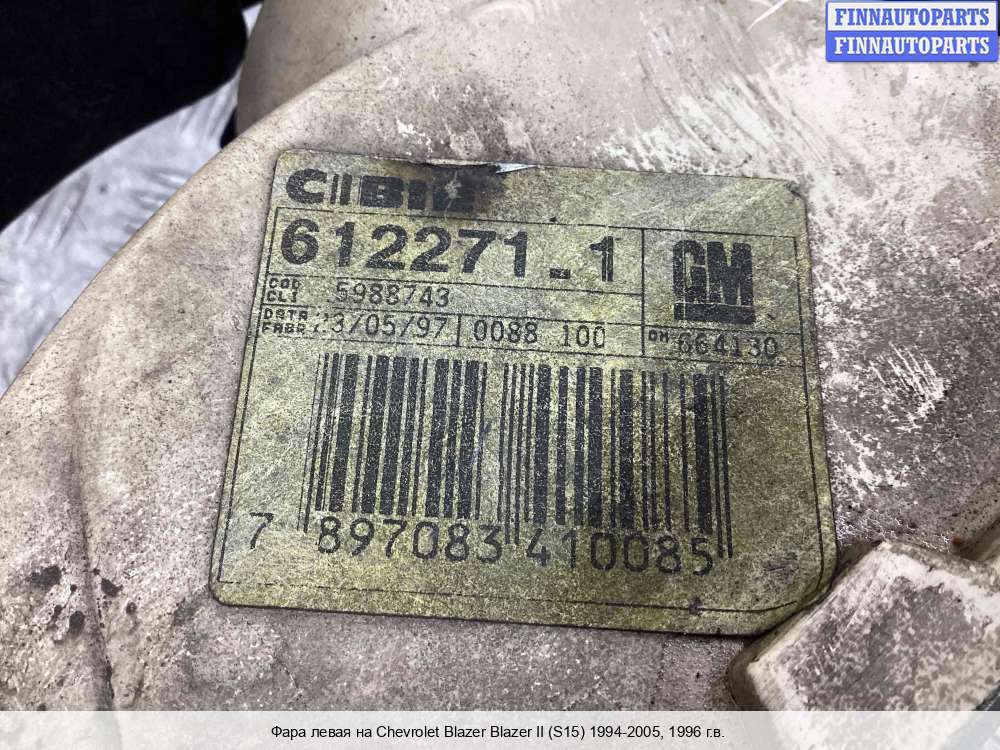 FINNAUTOPARTS
FINNAUTOPARTS
CIBIE
612271-1
GM
COD
CLI 5988743
DATA
FABR 23/05/97 0088 100 664130
7 897083 410085
Фара левая на Chevrolet Blazer Blazer II (S15) 1994-2005, 1996 г.в.